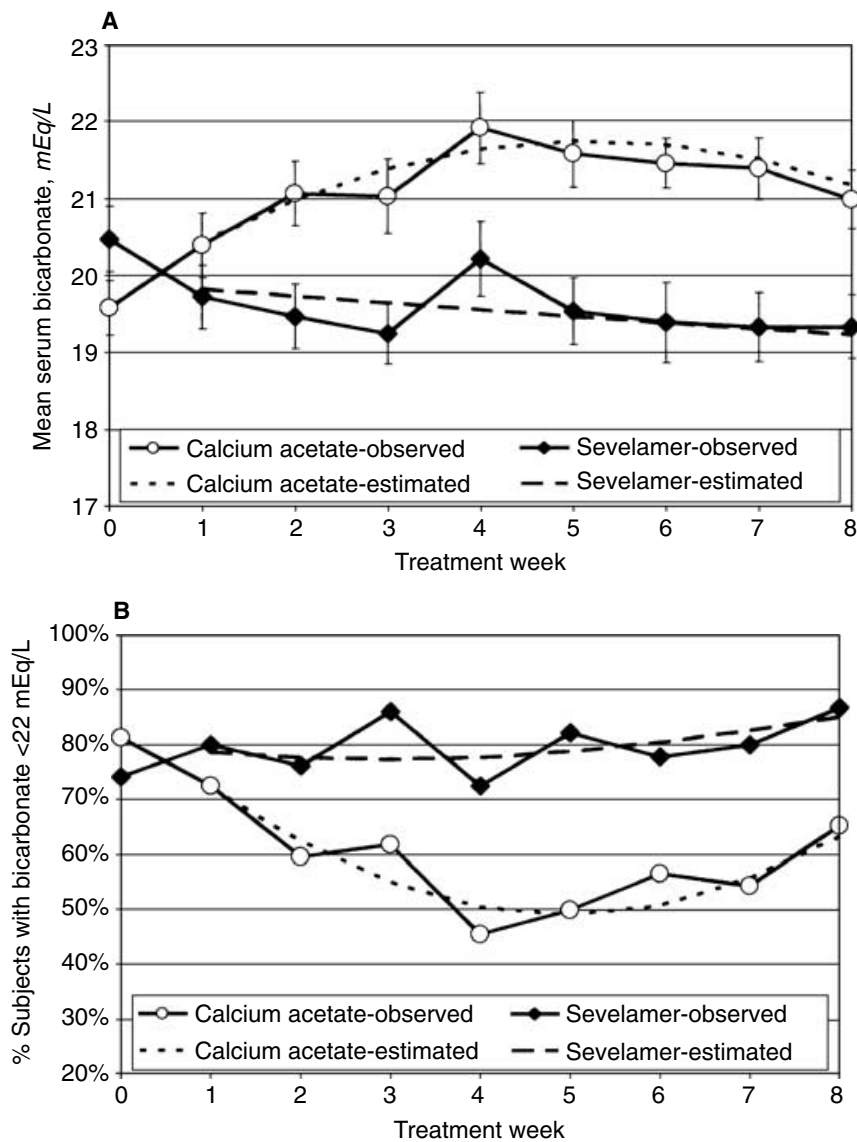 A
Mean serum bicarbonate, mEq/L
23
22
21
20
19
18
17
Calcium acetate-observed
Sevelamer-observed
Calcium acetate-estimated
Sevelamer-estimated
0 1 2 3 4 5 6 7 8
Treatment week
B
% Subjects with bicarbonate <22 mEq/L
100%
90%
80%
70%
60%
50%
40%
30%
20%
Calcium acetate-observed
Sevelamer-observed
Calcium acetate-estimated
Sevelamer-estimated
0 1 2 3 4 5 6 7 8
Treatment week